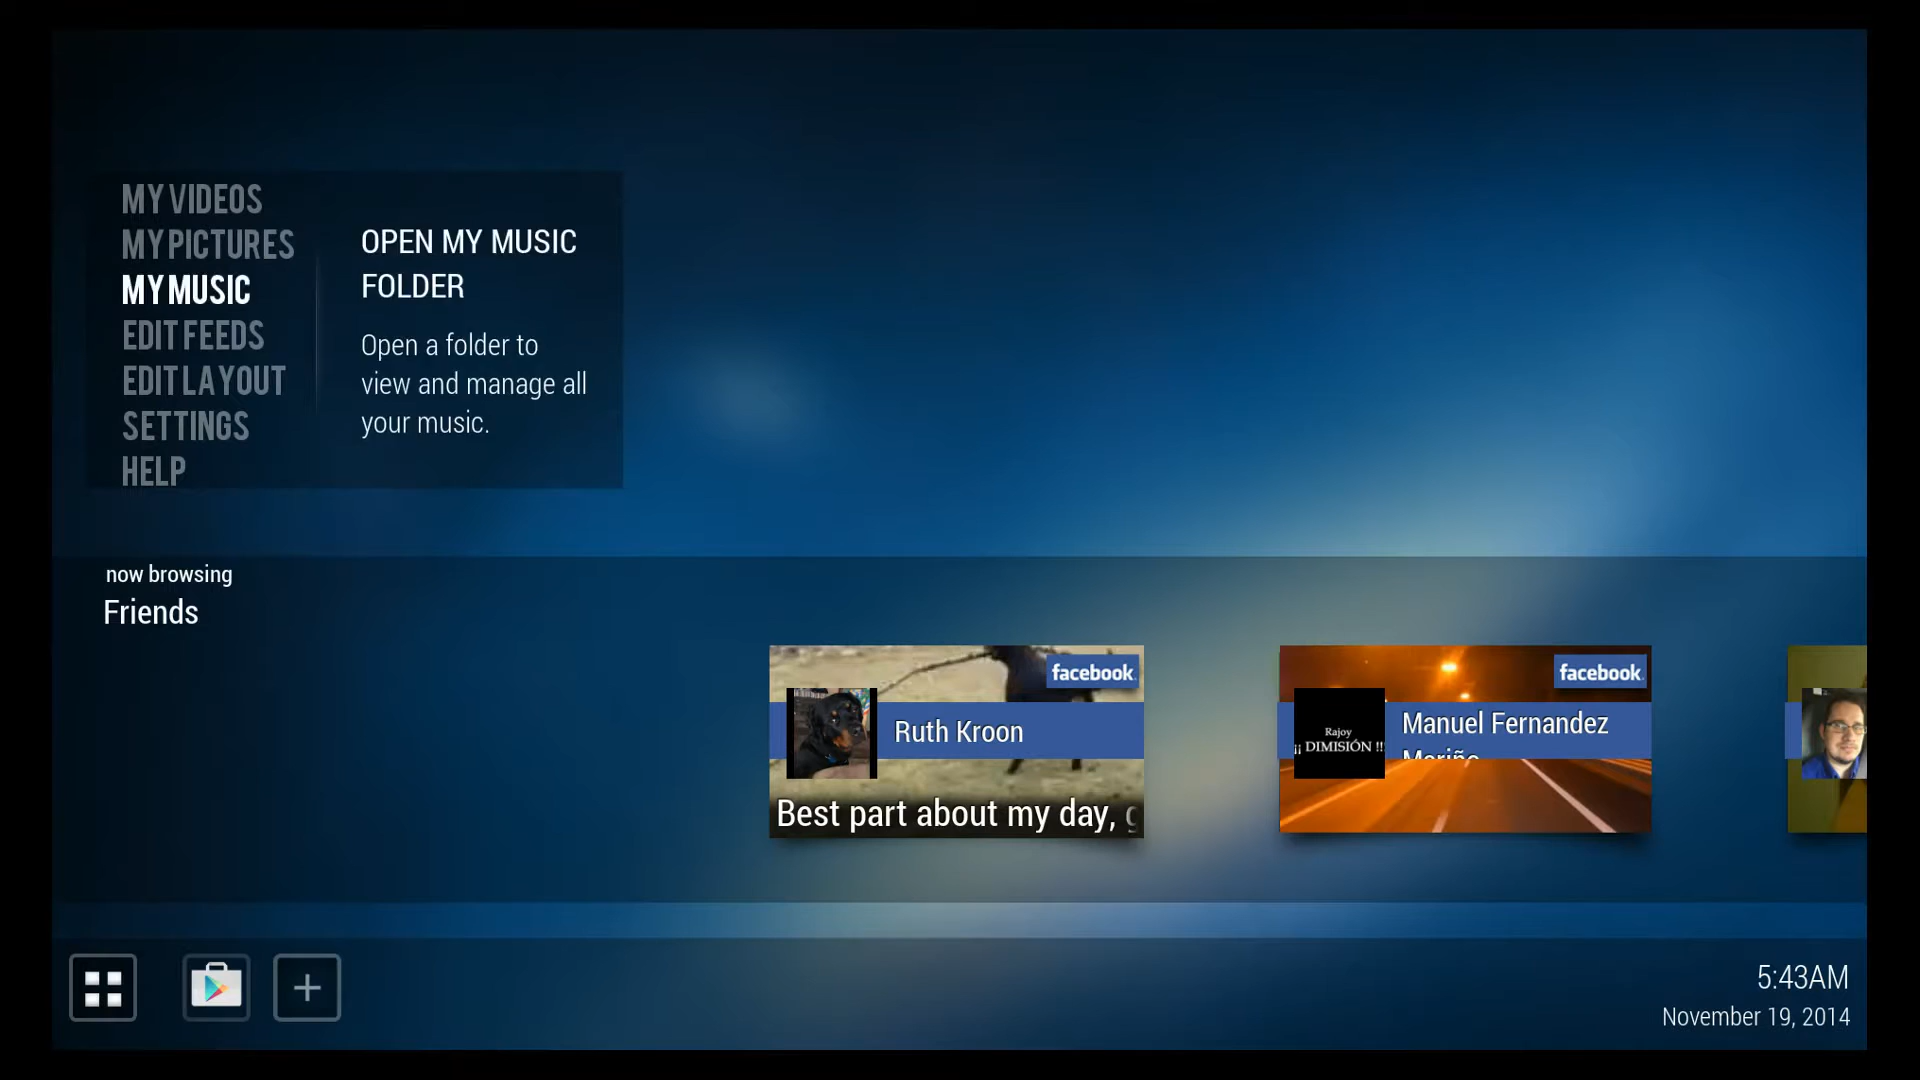 MY VIDEOS
MY PICTURES
MY MUSIC
EDIT FEEDS
EDIT LAYOUT
SETTINGS
HELP
OPEN MY MUSIC
FOLDER
Open a folder to
view and manage all
your music.
now browsing
Friends
facebook
Ruth Kroon
Best part about my day,
facebook
Rajoy
¡¡ DIMISIÓN !!
Manuel Fernandez
5:43AM
November 19, 2014